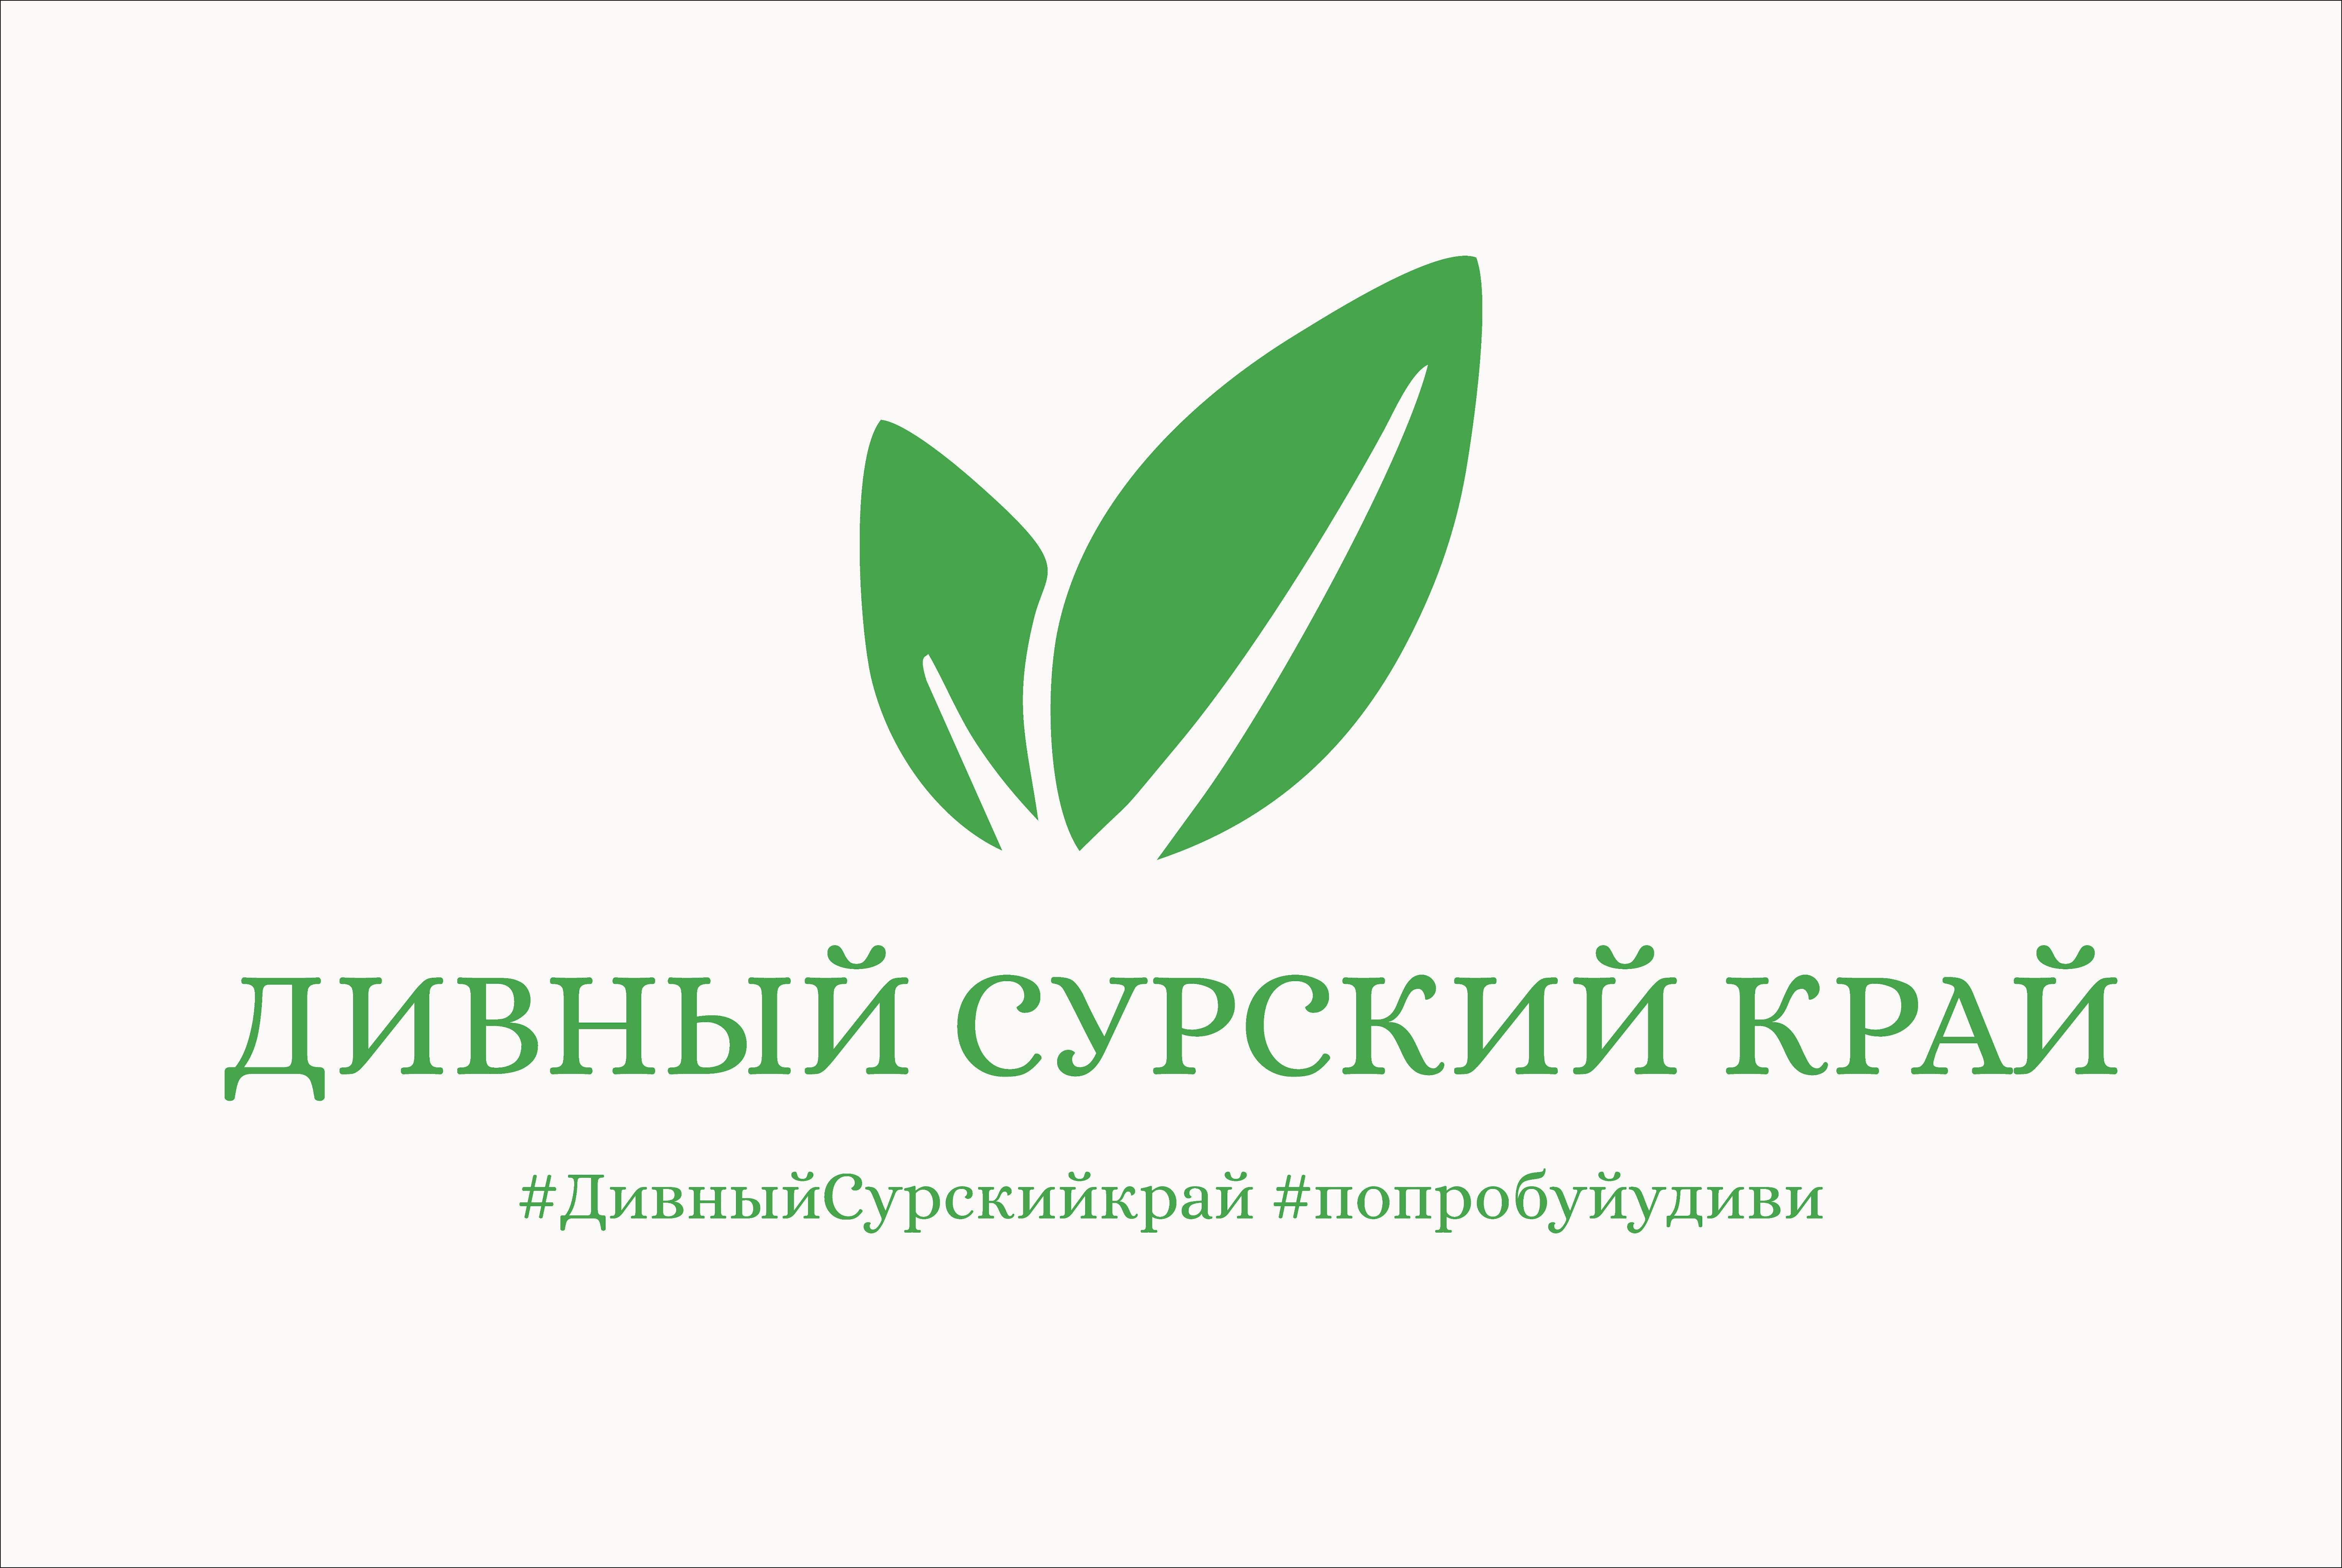 ДИВНЫЙ СУРСКИЙ КРАЙ
#ДивныйСурскийкрай #попробуйудиви